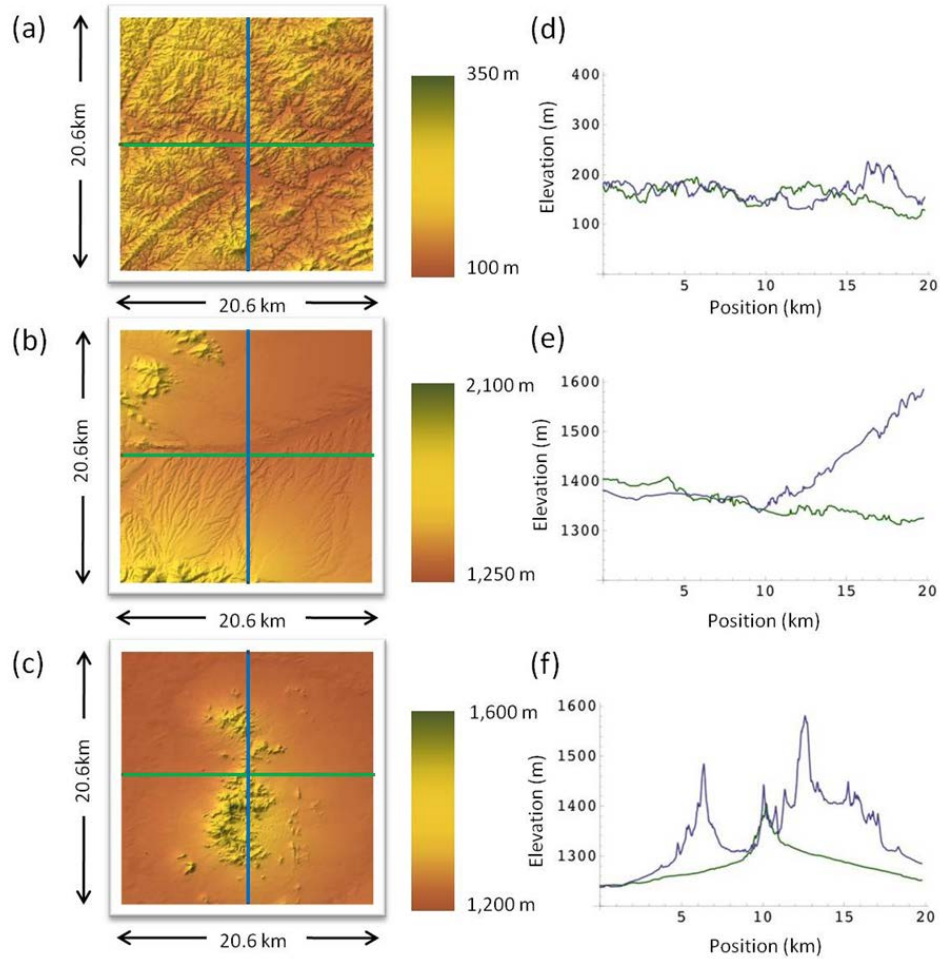 (a)
20.6km
20.6 km
350 m
100 m
(d)
Elevation (m)
400
300
200
100
5
10
15
20
Position (km)
(b)
20.6km
20.6 km
2,100 m
1,250 m
(e)
Elevation (m)
1600
1500
1400
1300
5
10
15
20
Position (km)
(c)
20.6km
20.6 km
1,600 m
1,200 m
(f)
Elevation (m)
1600
1500
1400
1300
5
10
15
20
Position (km)